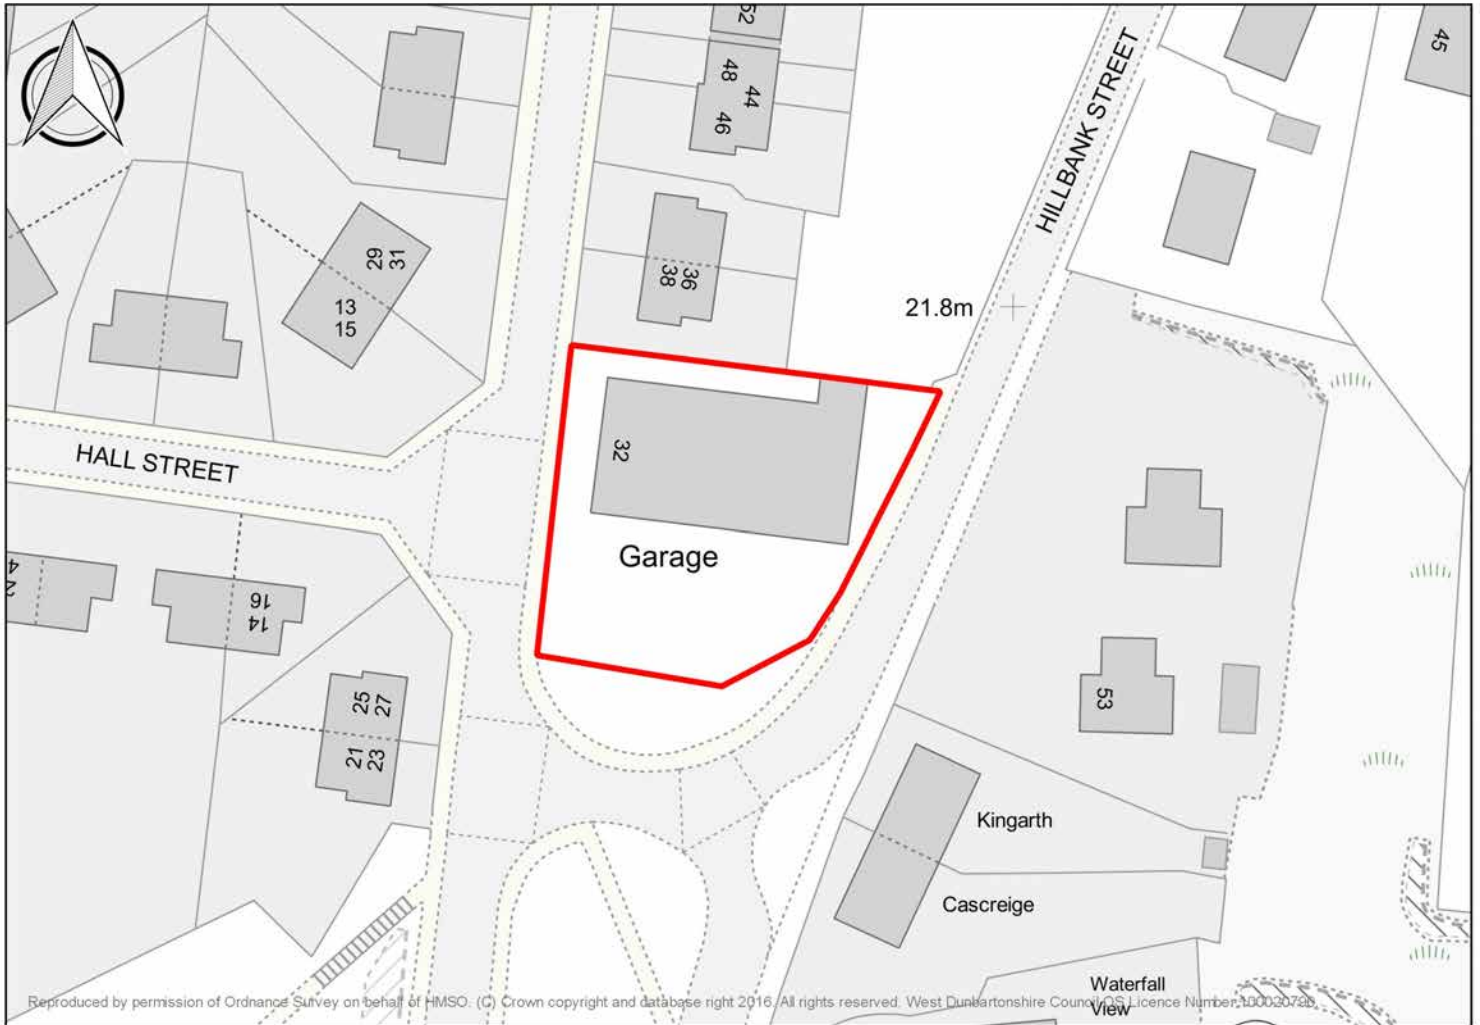 52
48
44
46
HILLBANK STREET
45
29
31
13
15
36
38
21.8m
HALL STREET
32
Garage
4
2
16
14
25
27
21
23
53
Kingarth
Cascreige
Waterfall
View
Reproduced by permission of Ordnance Survey on behalf of HMSO. (C) Crown copyright and database right 2016. All rights reserved. West Dunbartonshire Council OS Licence Number